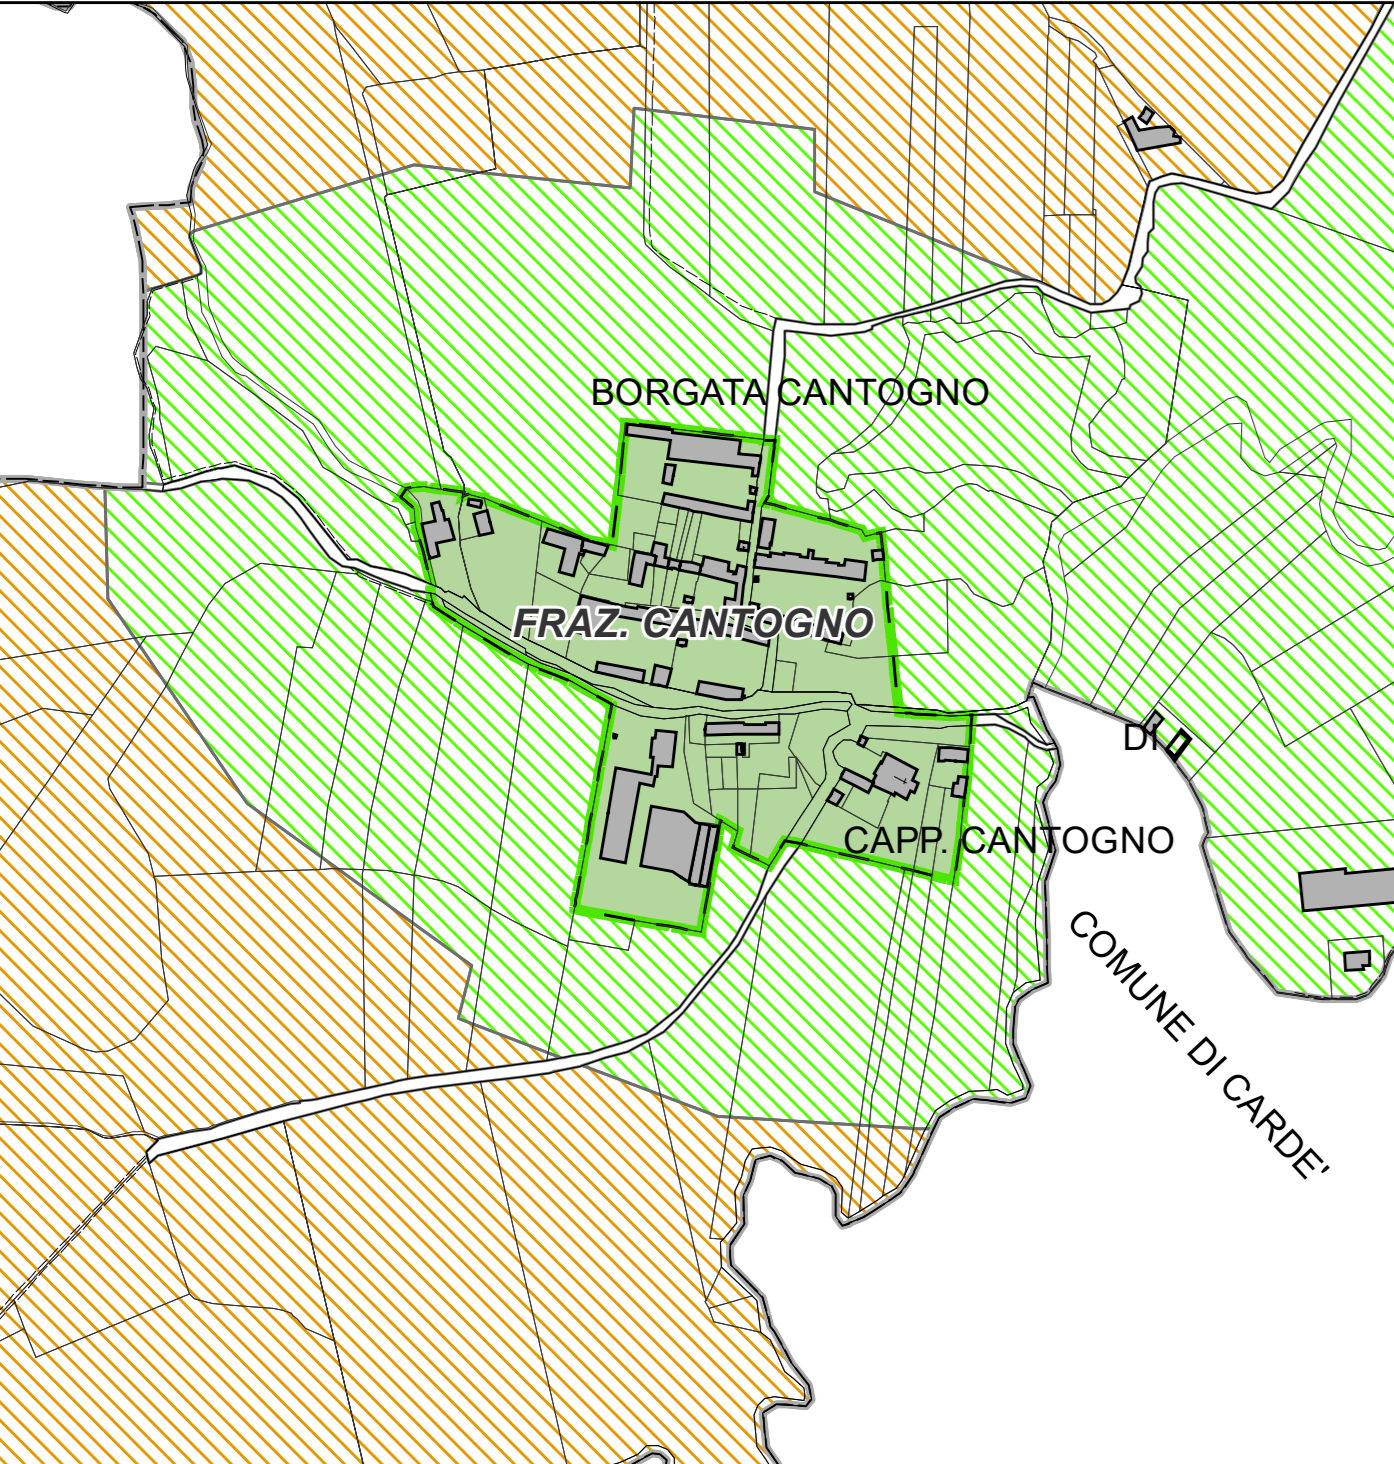 BORGATA CANTOGNO
FRAZ. CANTOGNO
DI
CAPP. CANTOGNO
COMUNE DI CARDE'